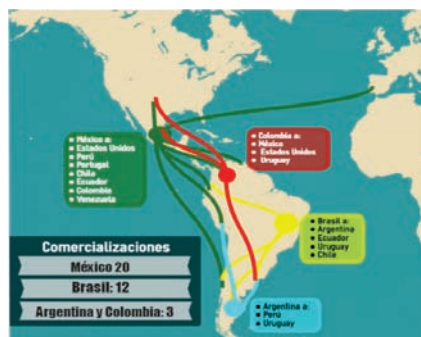 México a:
Estados Unidos
Perú
Portugal
Chile
Ecuador
Colombia
Venezuela
Colombia a:
México
Estados Unidos
Uruguay
Brasil a:
Argentina
Ecuador
Uruguay
Chile
Argentina a:
Perú
Uruguay
Comercializaciones
México 20
Brasil: 12
Argentina y Colombia: 3